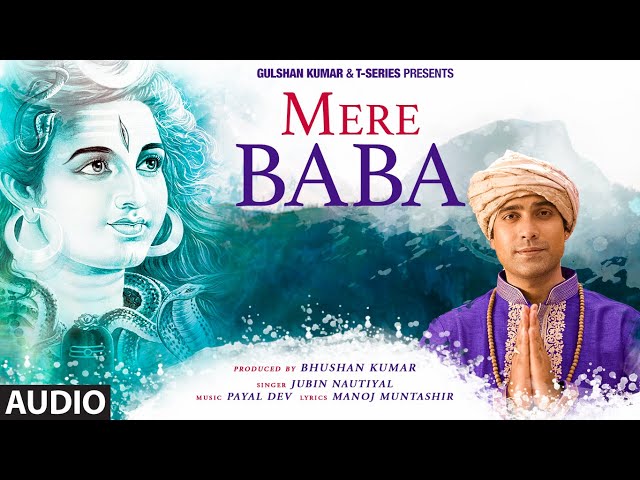 GULSHAN KUMAR & T-SERIES PRESENTS
MERE
BABA
PRODUCED BY BHUSHAN KUMAR
SINGER JUBIN NAUTIYAL
MUSIC PAYAL DEV LYRICS MANOJ MUNTASHIR
AUDIO